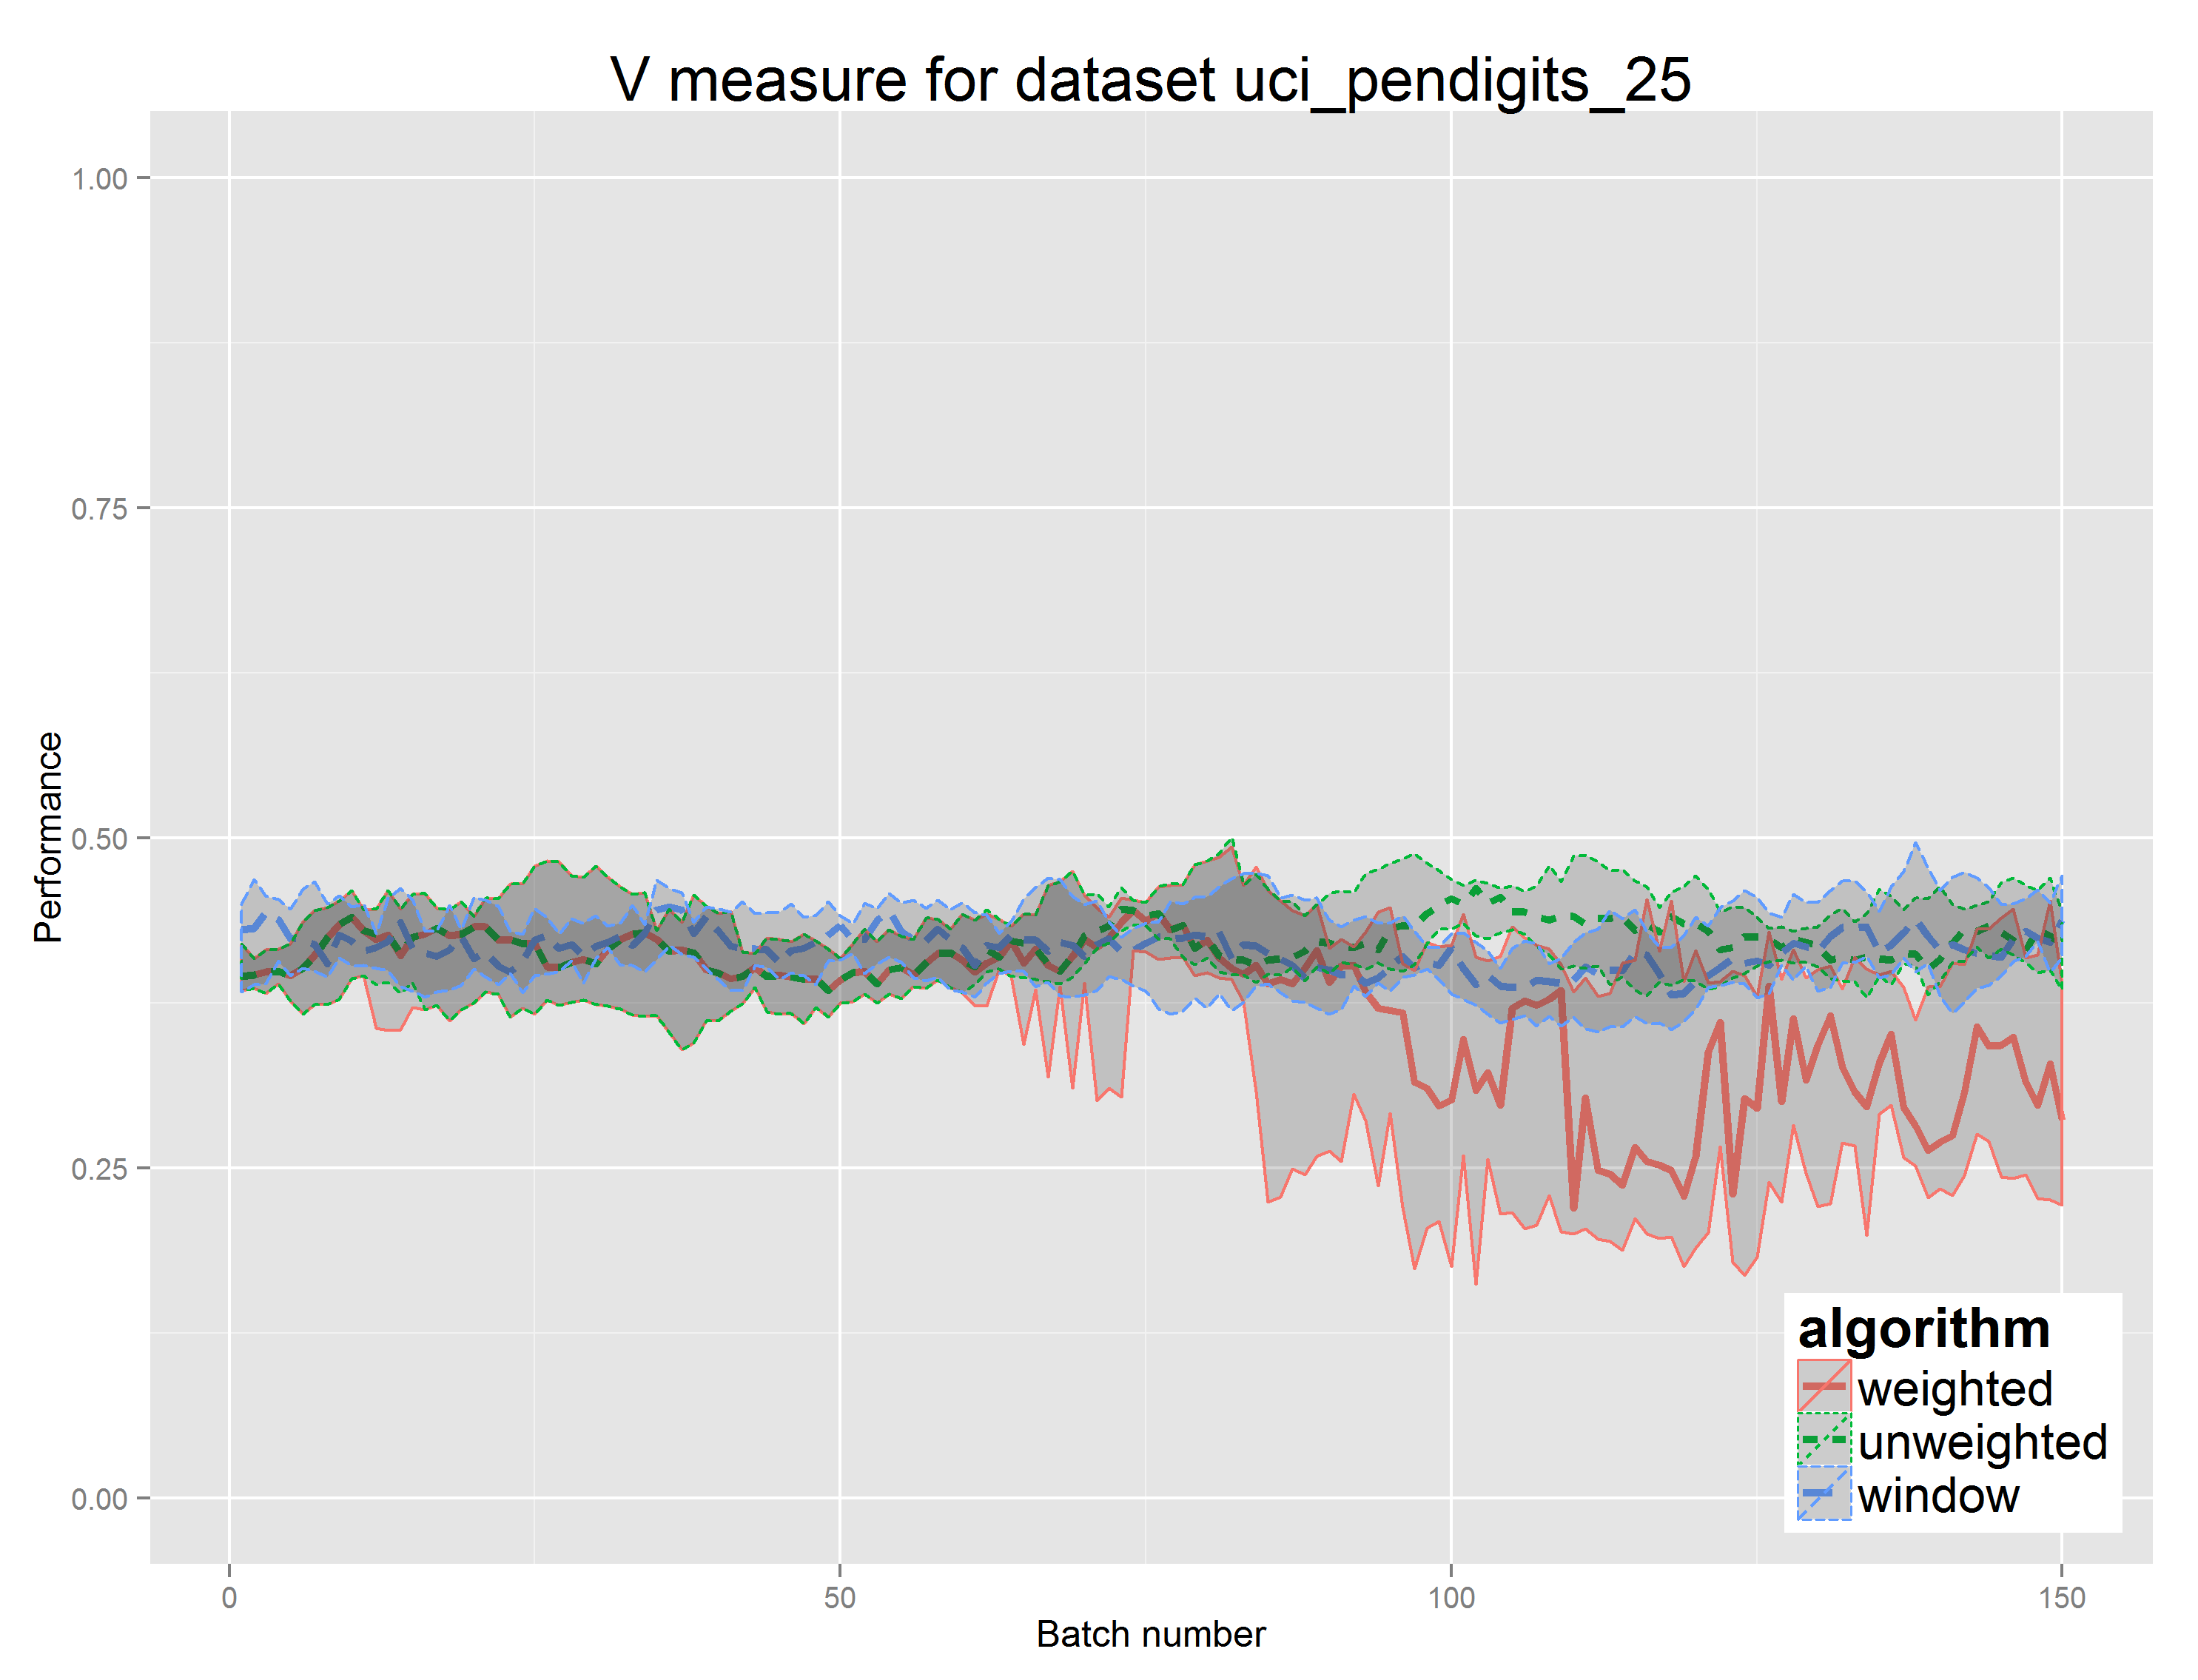 V measure for dataset uci_pendigits_25
Performance
1.00
0.75
0.50
0.25
0.00
0
50
100
150
Batch number
algorithm
weighted
unweighted
window